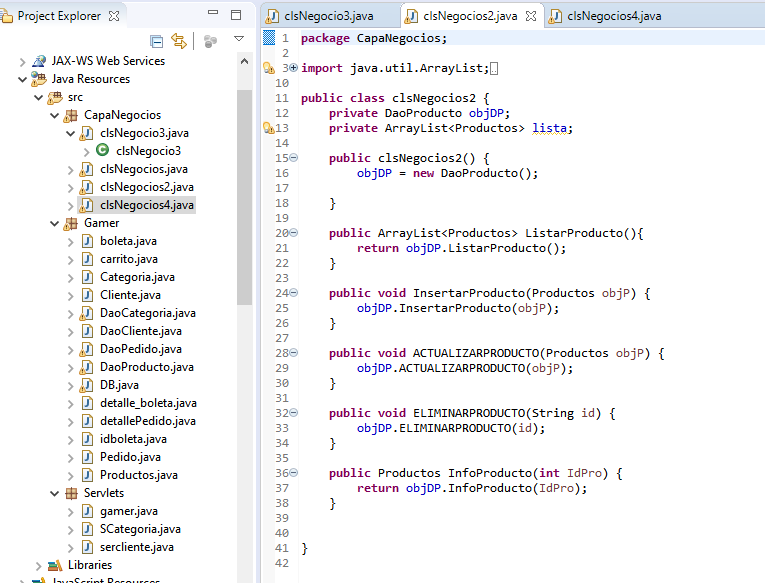 Project Explorer
JAX-WS Web Services
Java Resources
src
CapaNegocios
clsNegocio3.java
clsNegocio3
clsNegocios.java
clsNegocios2.java
clsNegocios4.java
Gamer
boleta.java
carrito.java
Categoria.java
Cliente.java
DaoCategoria.java
DaoCliente.java
DaoPedido.java
DaoProducto.java
DB.java
detalle_boleta.java
detallePedido.java
idboleta.java
Pedido.java
Productos.java
Servlets
gamer.java
SCategoria.java
sercliente.java
Libraries
JavaScript Resources
clsNegocio3.java clsNegocios2.java clsNegocios4.java
1 package CapaNegocios;
2
3 import java.util.ArrayList;
10
11 public class clsNegocios2 {
12 private DaoProducto objDP;
13 private ArrayList<Productos> lista;
14
15 public clsNegocios2() {
16 objDP = new DaoProducto();
17
18 }
19
20 public ArrayList<Productos> ListarProducto(){
21 return objDP.ListarProducto();
22 }
23
24 public void InsertarProducto(Productos objP) {
25 objDP.InsertarProducto(objP);
26 }
27
28 public void ACTUALIZARPRODUCTO(Productos objP) {
29 objDP.ACTUALIZARPRODUCTO(objP);
30 }
31
32 public void ELIMINARPRODUCTO(String id) {
33 objDP.ELIMINARPRODUCTO(id);
34 }
35
36 public Productos InfoProducto(int IdPro) {
37 return objDP.InfoProducto(IdPro);
38 }
39
40
41 }
42